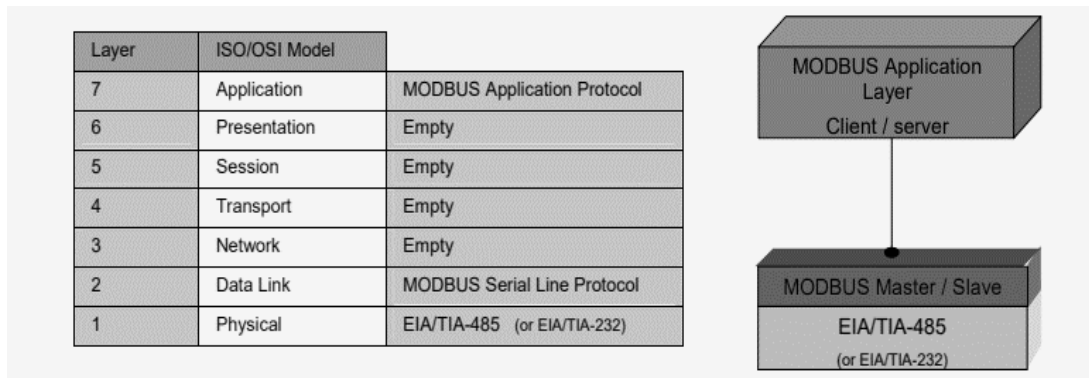 Layer ISO/OSI Model
7 Application MODBUS Application Protocol
6 Presentation Empty
5 Session Empty
4 Transport Empty
3 Network Empty
2 Data Link MODBUS Serial Line Protocol
1 Physical EIA/TIA-485 (or EIA/TIA-232)
MODBUS Application
Layer
Client / server
MODBUS Master / Slave
EIA/TIA-485
(or EIA/TIA-232)